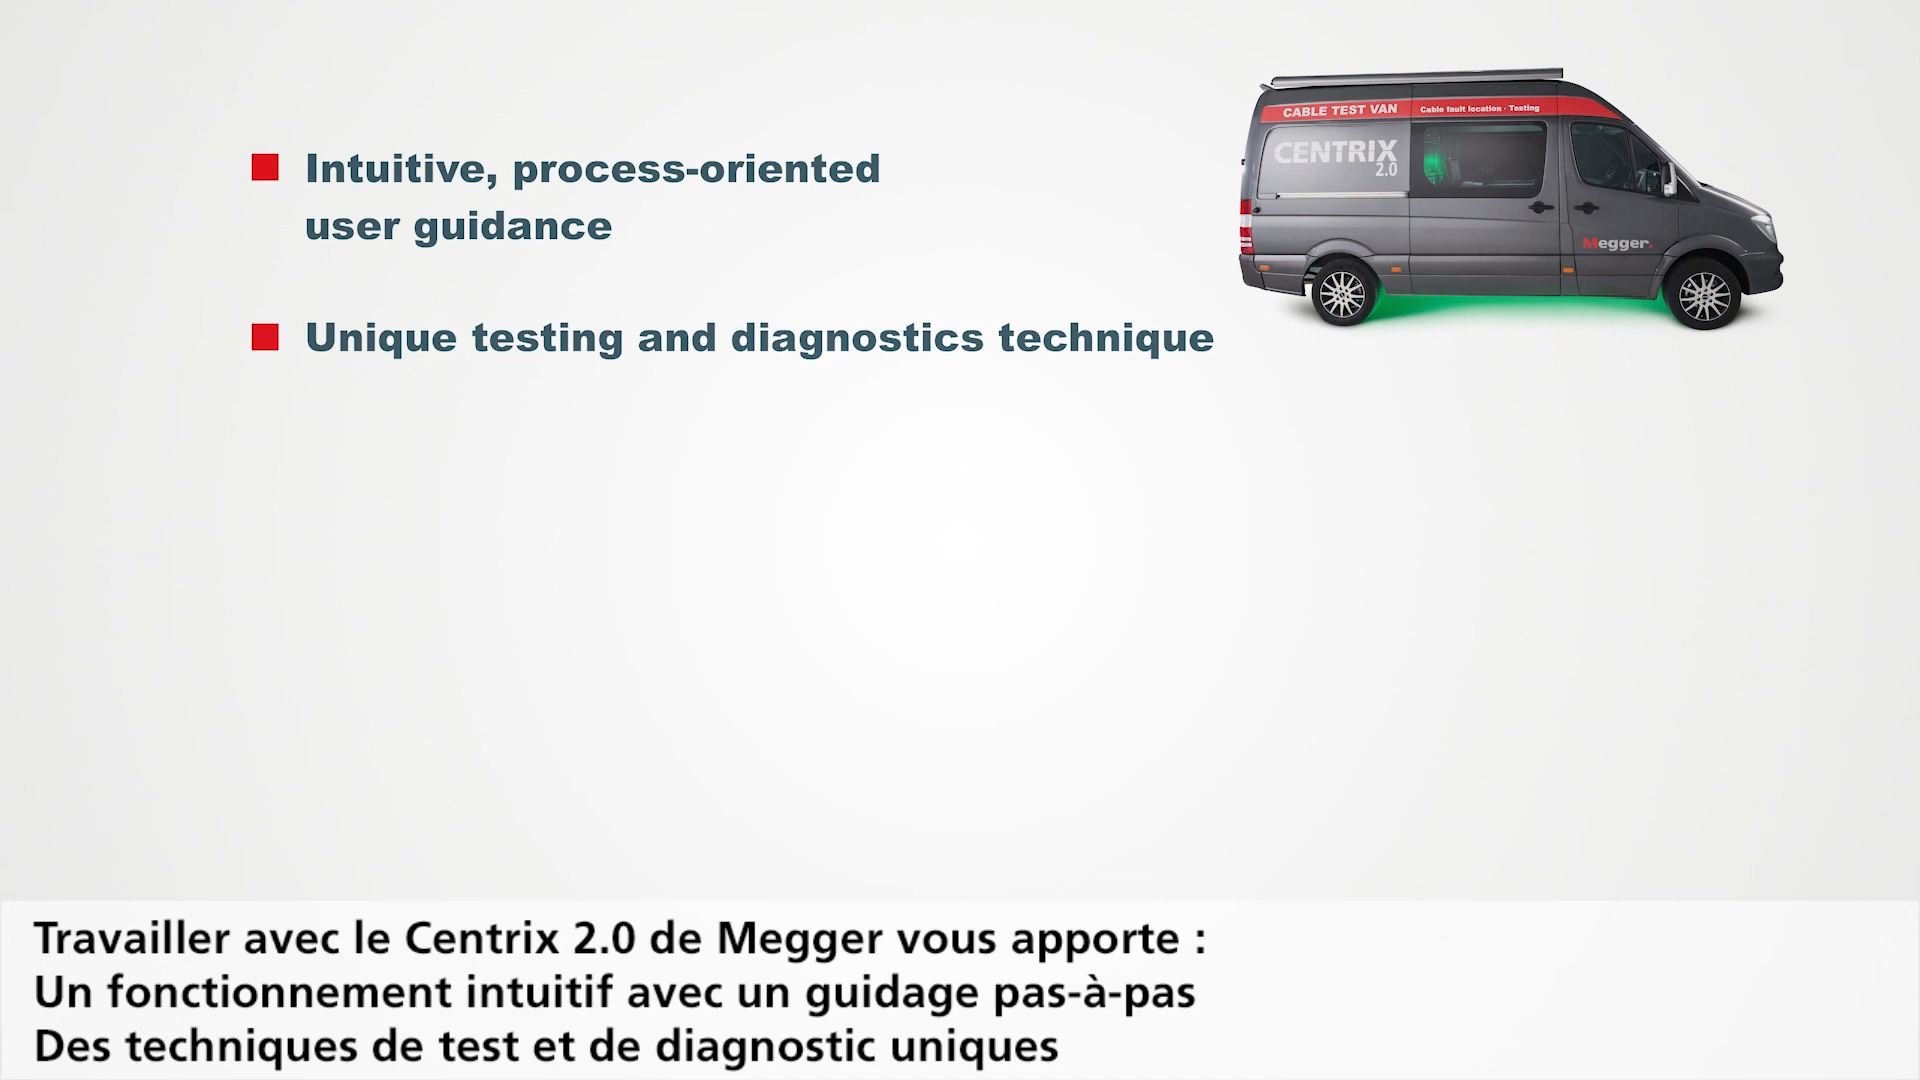 Intuitive, process-oriented
user guidance
Unique testing and diagnostics technique
CABLE TEST VAN
Cable fault location · Testing
CENTRIX
2.0
Megger.
Travailler avec le Centrix 2.0 de Megger vous apporte :
Un fonctionnement intuitif avec un guidage pas-à-pas
Des techniques de test et de diagnostic uniques